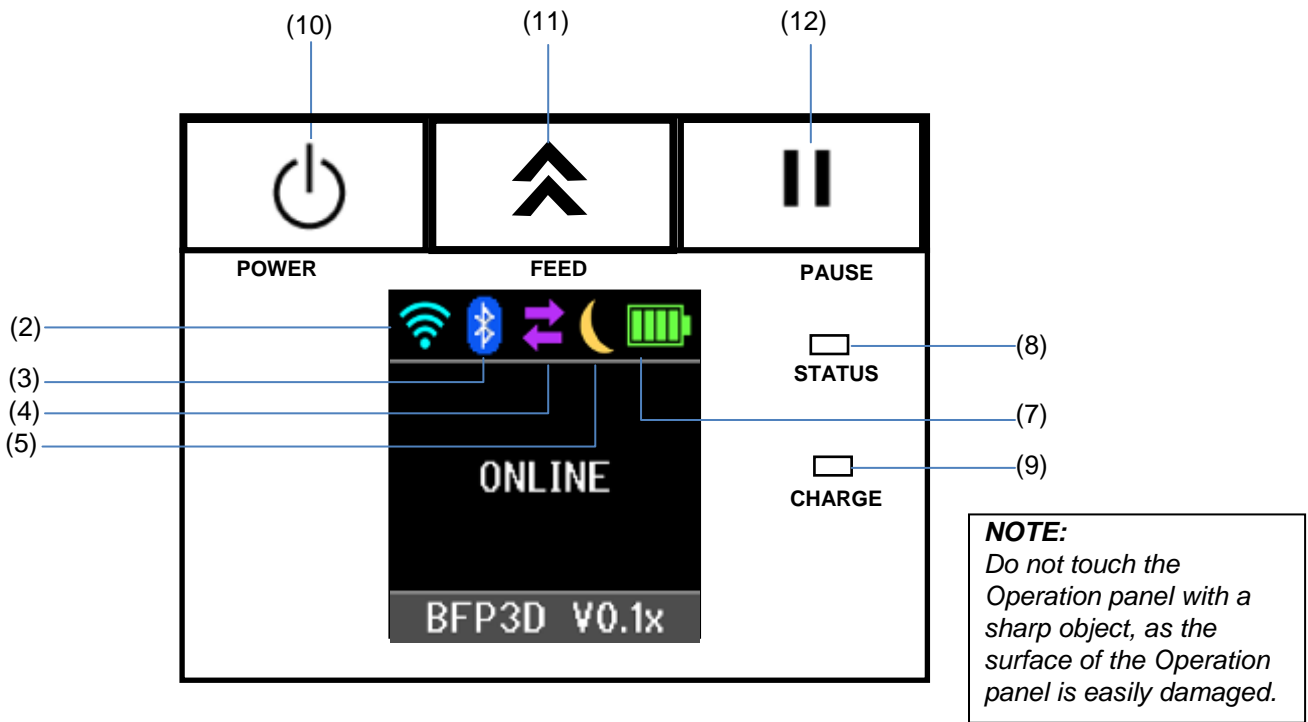 (10)
(11)
(12)
POWER
FEED
PAUSE
(2)
(3)
(4)
(5)
(8)
STATUS
(7)
ONLINE
(9)
CHARGE
BFP3D V0.1x
NOTE:
Do not touch the
Operation panel with a
sharp object, as the
surface of the Operation
panel is easily damaged.